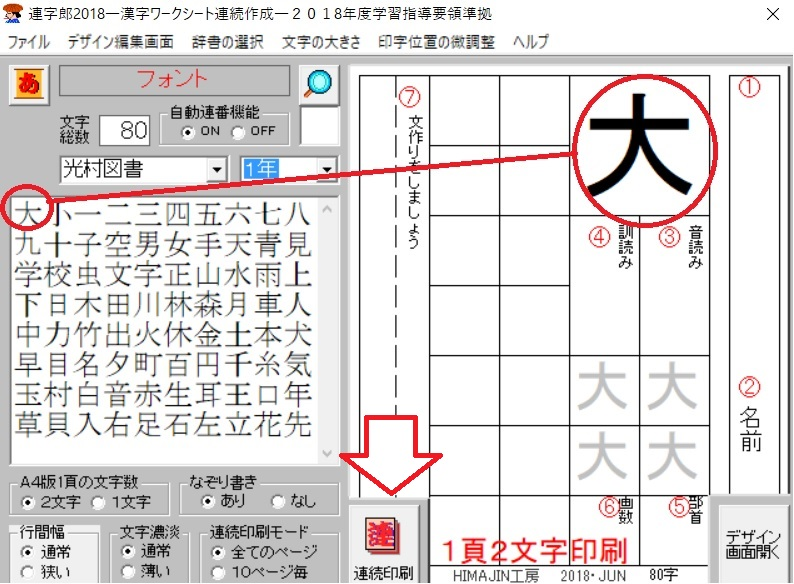 連字郎2018ー漢字ワークシート連続作成ー２０１８年度学習指導要領準拠
ファイル デザイン編集画面 辞書の選択 文字の大きさ 印字位置の微調整 ヘルプ
あ
フォント
文字総数
80
自動連番機能
ON OFF
光村図書
1年
大小一二三四五六七八
九十子空男女手天青見
学校虫文字正山水雨上
下日木田川林森月車人
中力竹出火休金土本犬
早目名夕町百円千糸気
玉村白音赤生耳王口年
草貝入右足石左立花先
A4版1頁の文字数
2文字 1文字
なぞり書き
あり なし
行間幅
通常
狭い
文字濃淡
通常
薄い
連続印刷モード
全てのページ
10ページ毎
連続印刷
①
②
名前
大
③
音読み
④
訓読み
大 大
大 大
⑤
部首
⑥
画数
⑦
文作りをしましょう
1頁2文字印刷
HIMAJIN工房 2018・JUN 80字
デザイン
画面開く